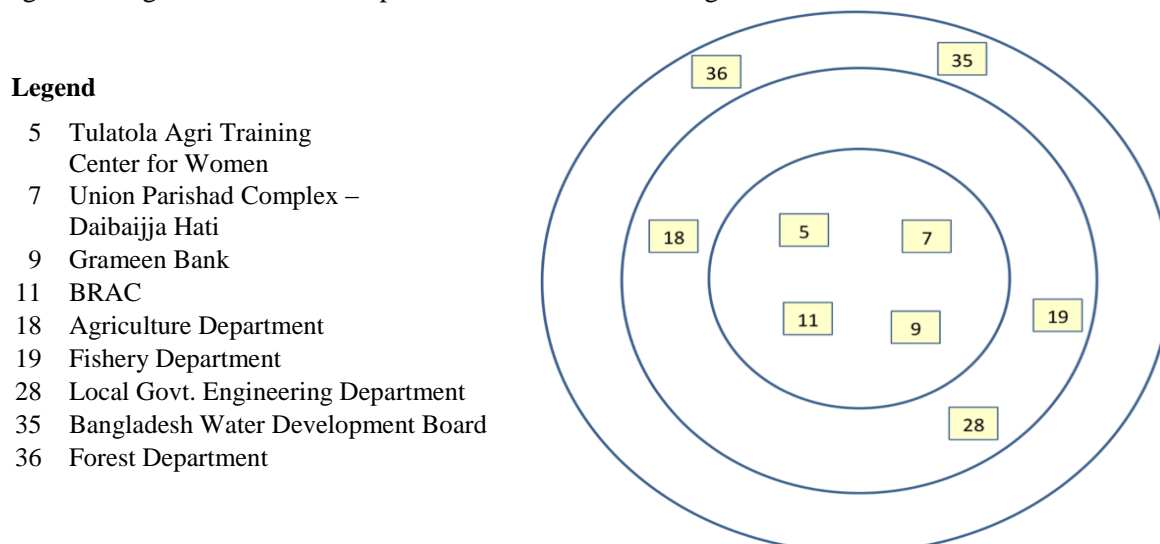 Legend
5 Tulatola Agri Training
Center for Women
7 Union Parishad Complex –
Daibaijja Hati
9 Grameen Bank
11 BRAC
18 Agriculture Department
19 Fishery Department
28 Local Govt. Engineering Department
35 Bangladesh Water Development Board
36 Forest Department
36
35
18
5
7
11
9
19
28